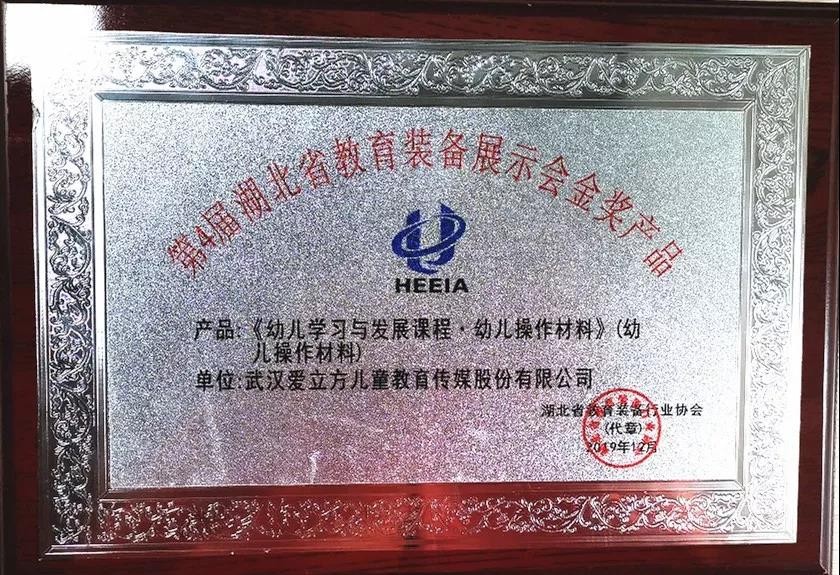 第4届湖北省教育装备展示会金奖产品
HEEIA
产品:《幼儿学习与发展课程·幼儿操作材料》(幼
儿操作材料)
单位:武汉爱立方儿童教育传媒股份有限公司
湖北省教育装备行业协会
(代章)
2019年12月